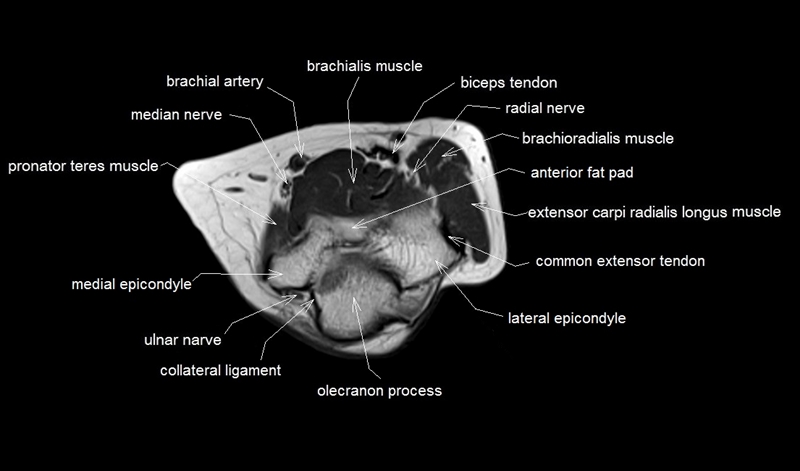 brachialis muscle
brachial artery
biceps tendon
median nerve
radial nerve
brachioradialis muscle
pronator teres muscle
anterior fat pad
extensor carpi radialis longus muscle
common extensor tendon
medial epicondyle
lateral epicondyle
ulnar narve
collateral ligament
olecranon process